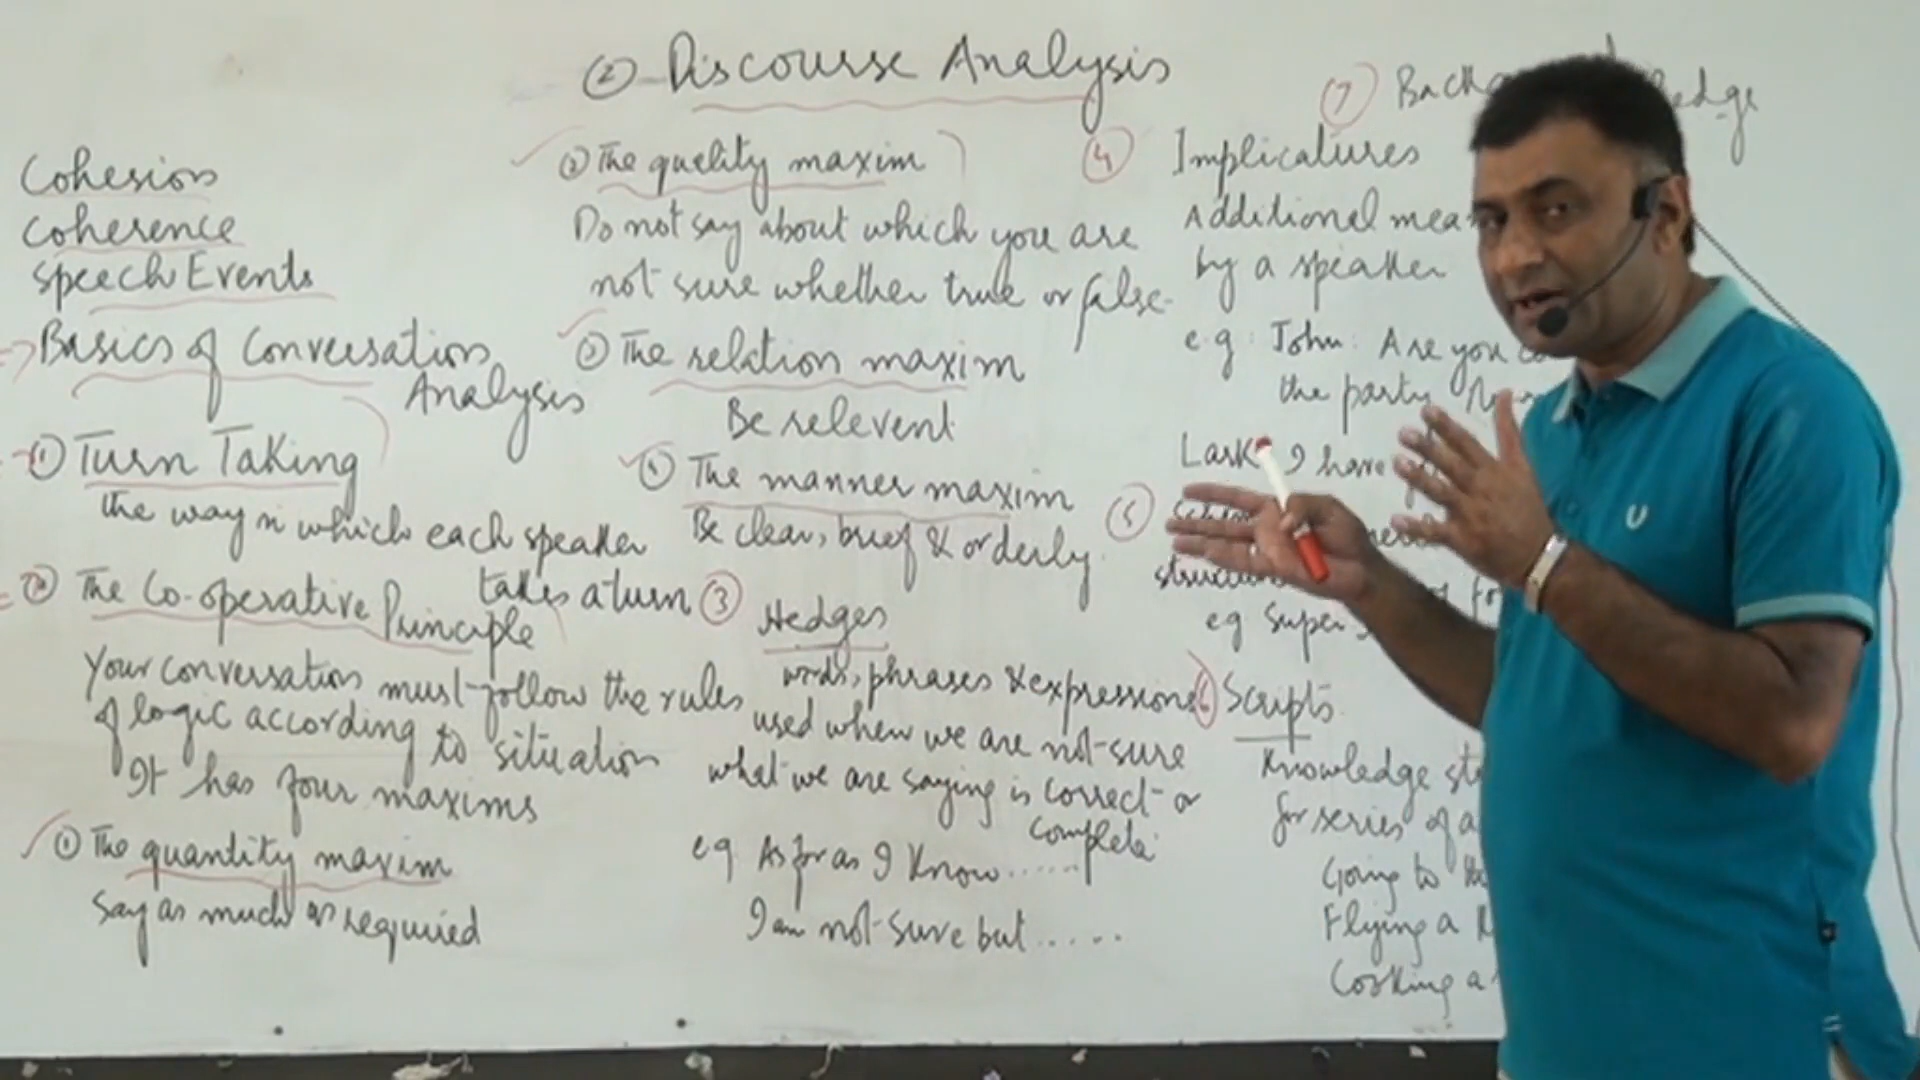 ② Discourse Analysis
Cohesion
Coherence
Speech Events
Basics of Conversation
Analysis
① Turn Taking
the way in which each speaker
takes a turn
② The Co-operative Principle
Your conversation must follow the rules
of logic according to situation
It has four maxims
① The quantity maxim
Say as much as required
② The quality maxim
Do not say about which you are
not sure whether true or false
③ The relation maxim
Be relevent
④ The manner maxim
Be clear, brief & orderly.
③ Hedges
words, phrases & expressions
used when we are not sure
what we are saying is correct or
complete
eg As for as I know......
I am not sure but.....
④ Implicatures
Additional
by a speaker
eg: John: Are you
the party
I have
⑤
eg Super
⑥ Scripts
Knowledge
for series of
Going to
Flying a
Cooking a
⑦